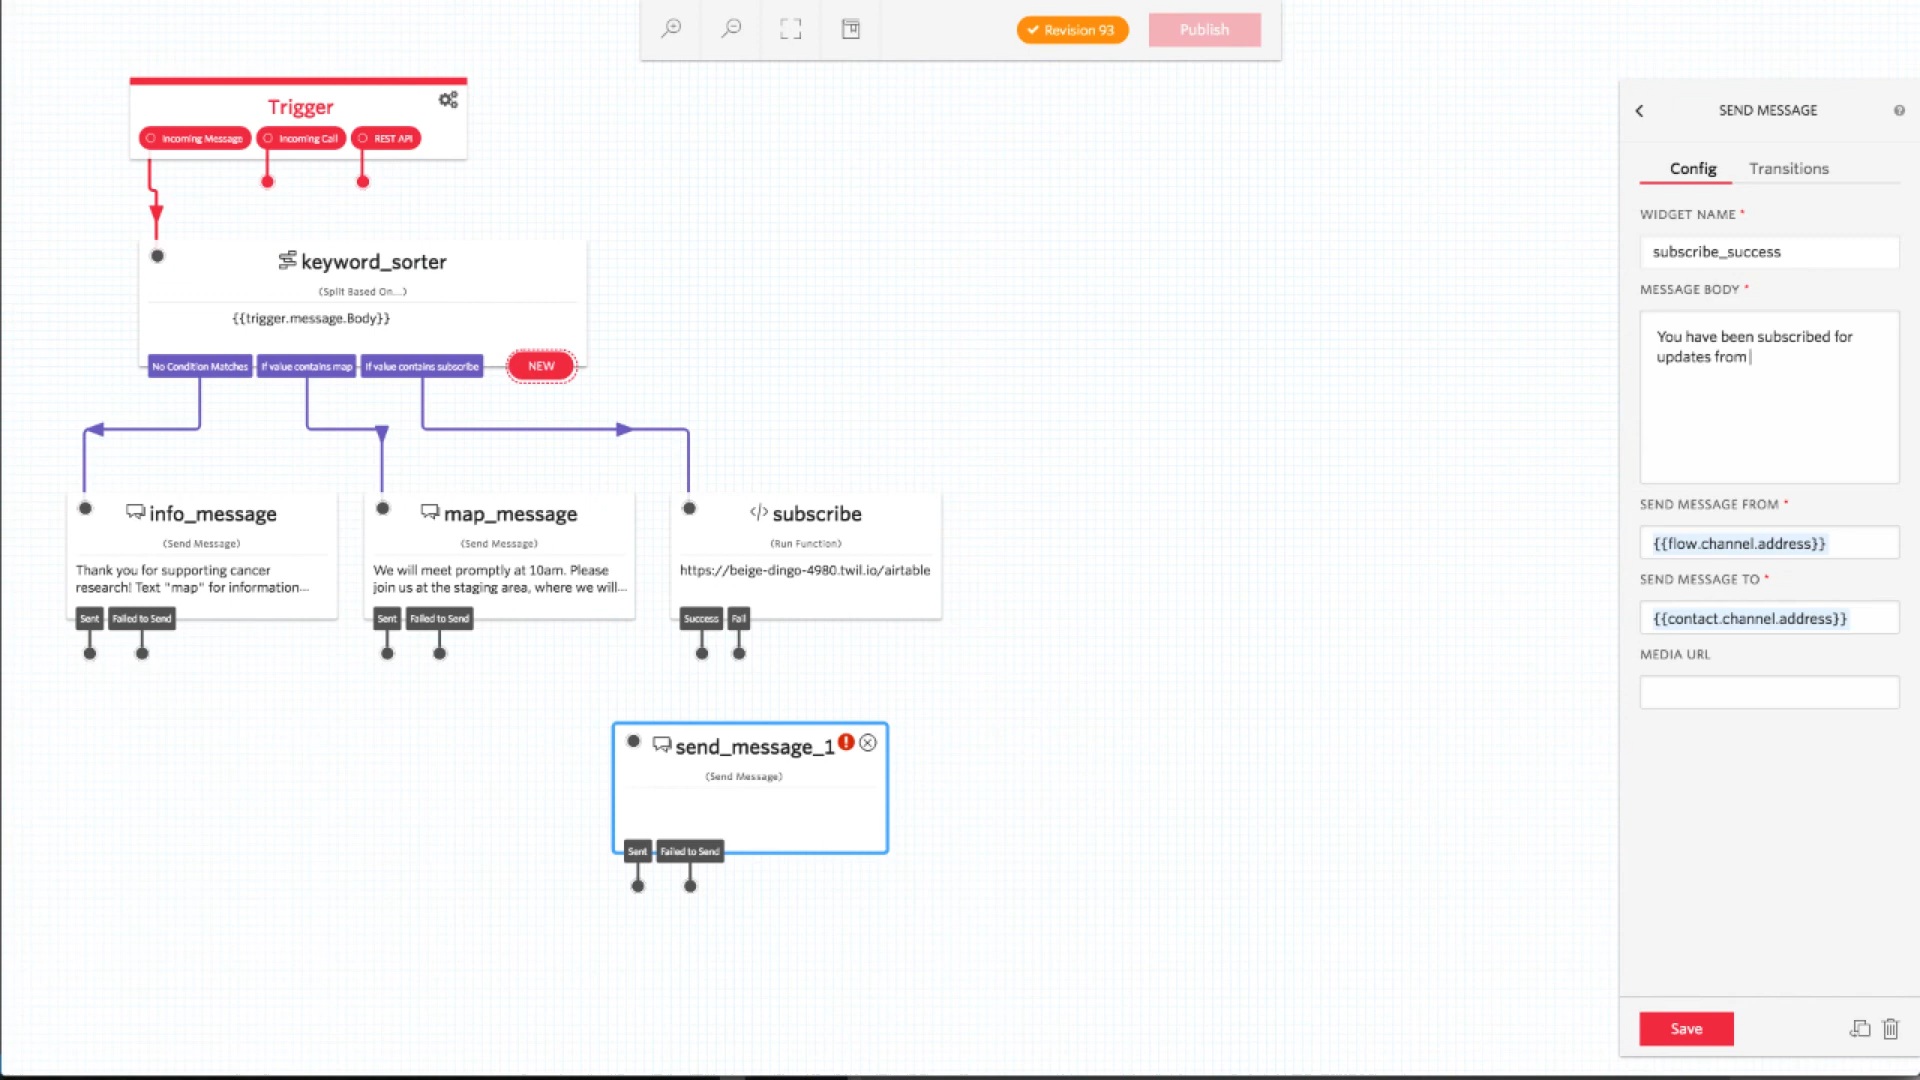 Revision 93
Publish
Trigger
Incoming Message
Incoming Call
REST API
keyword_sorter
(Split Based On...)
{{trigger.message.Body}}
No Condition Matches
If value contains map
If value contains subscribe
NEW
info_message
(Send Message)
Thank you for supporting cancer
research! Text "map" for information...
Sent
Failed to Send
map_message
(Send Message)
We will meet promptly at 10am. Please
join us at the staging area, where we will...
Sent
Failed to Send
subscribe
(Run Function)
https://beige-dingo-4980.twil.io/airtable
Success
Fail
send_message_1
(Send Message)
Sent
Failed to Send
SEND MESSAGE
Config
Transitions
WIDGET NAME *
subscribe_success
MESSAGE BODY *
You have been subscribed for
updates from
SEND MESSAGE FROM *
{{flow.channel.address}}
SEND MESSAGE TO *
{{contact.channel.address}}
MEDIA URL
Save